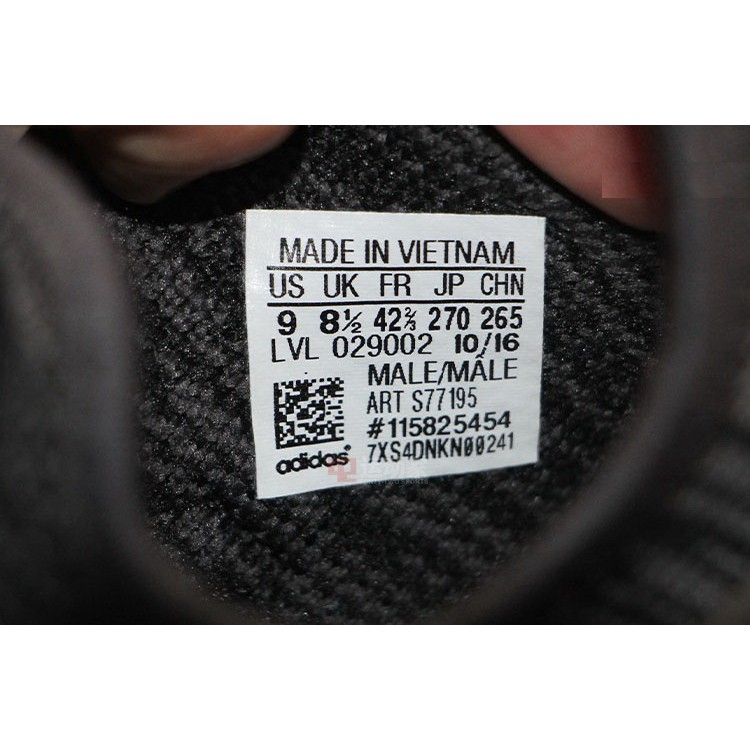 MADE IN VIETNAM
US UK FR JP CHN
9 8½ 42⅔ 270 265
LVL 029002 10/16
MALE/MÂLE
ART S77195
#115825454
7XS4DNKN00241
adidas